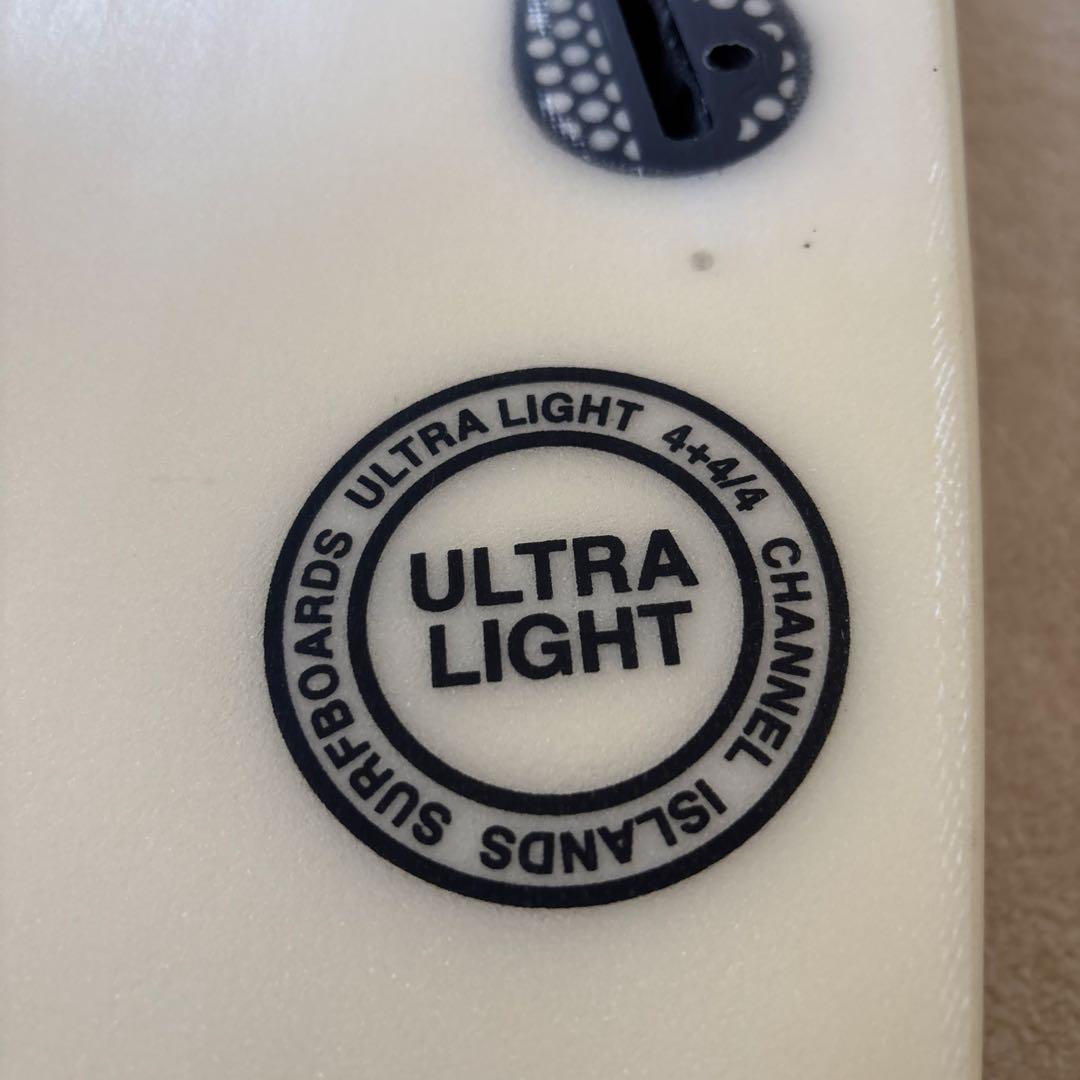 ULTRA LIGHT 4+4/4 CHANNEL ISLANDS SURFBOARDS
ULTRA
LIGHT